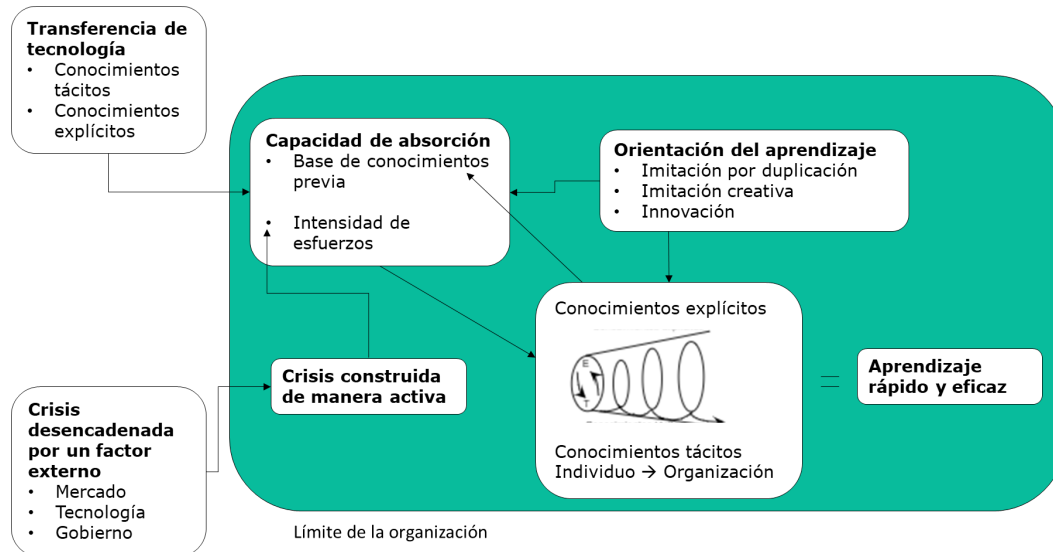 Transferencia de
tecnología
• Conocimientos
tácitos
• Conocimientos
explícitos
Capacidad de absorción
• Base de conocimientos
previa
• Intensidad de
esfuerzos
Orientación del aprendizaje
• Imitación por duplicación
• Imitación creativa
• Innovación
Conocimientos explícitos
E
T
Conocimientos tácitos
Individuo → Organización
=
Aprendizaje
rápido y eficaz
Crisis construida
de manera activa
Crisis
desencadenada
por un factor
externo
• Mercado
• Tecnología
• Gobierno
Límite de la organización